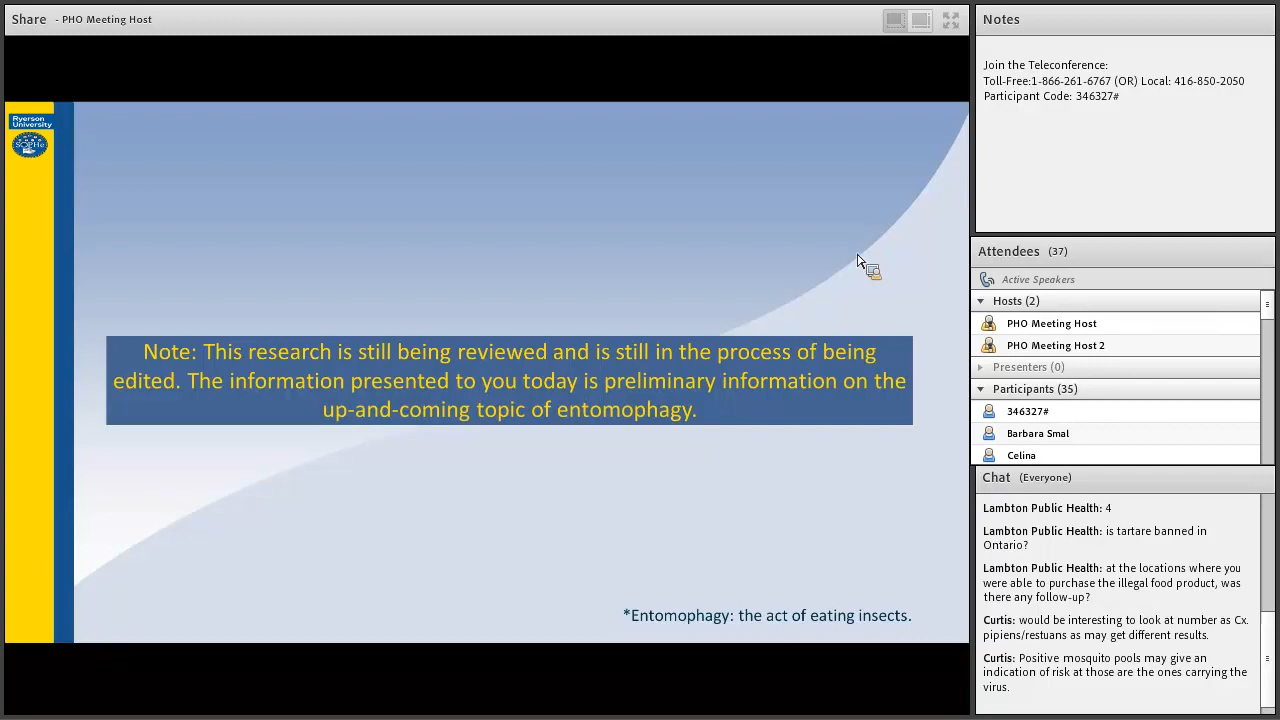 Share - PHO Meeting Host
Ryerson
University
SOPHe
Note: This research is still being reviewed and is still in the process of being
edited. The information presented to you today is preliminary information on the
up-and-coming topic of entomophagy.
*Entomophagy: the act of eating insects.
Notes
Join the Teleconference:
Toll-Free:1-866-261-6767 (OR) Local: 416-850-2050
Participant Code: 346327#
Attendees (37)
Active Speakers
Hosts (2)
PHO Meeting Host
PHO Meeting Host 2
Presenters (0)
Participants (35)
346327#
Barbara Smal
Celina
Chat (Everyone)
Lambton Public Health: 4
Lambton Public Health: is tartare banned in
Ontario?
Lambton Public Health: at the locations where you
were able to purchase the illegal food product, was
there any follow-up?
Curtis: would be interesting to look at number as Cx.
pipiens/restuans as may get different results.
Curtis: Positive mosquito pools may give an
indication of risk at those are the ones carrying the
virus.